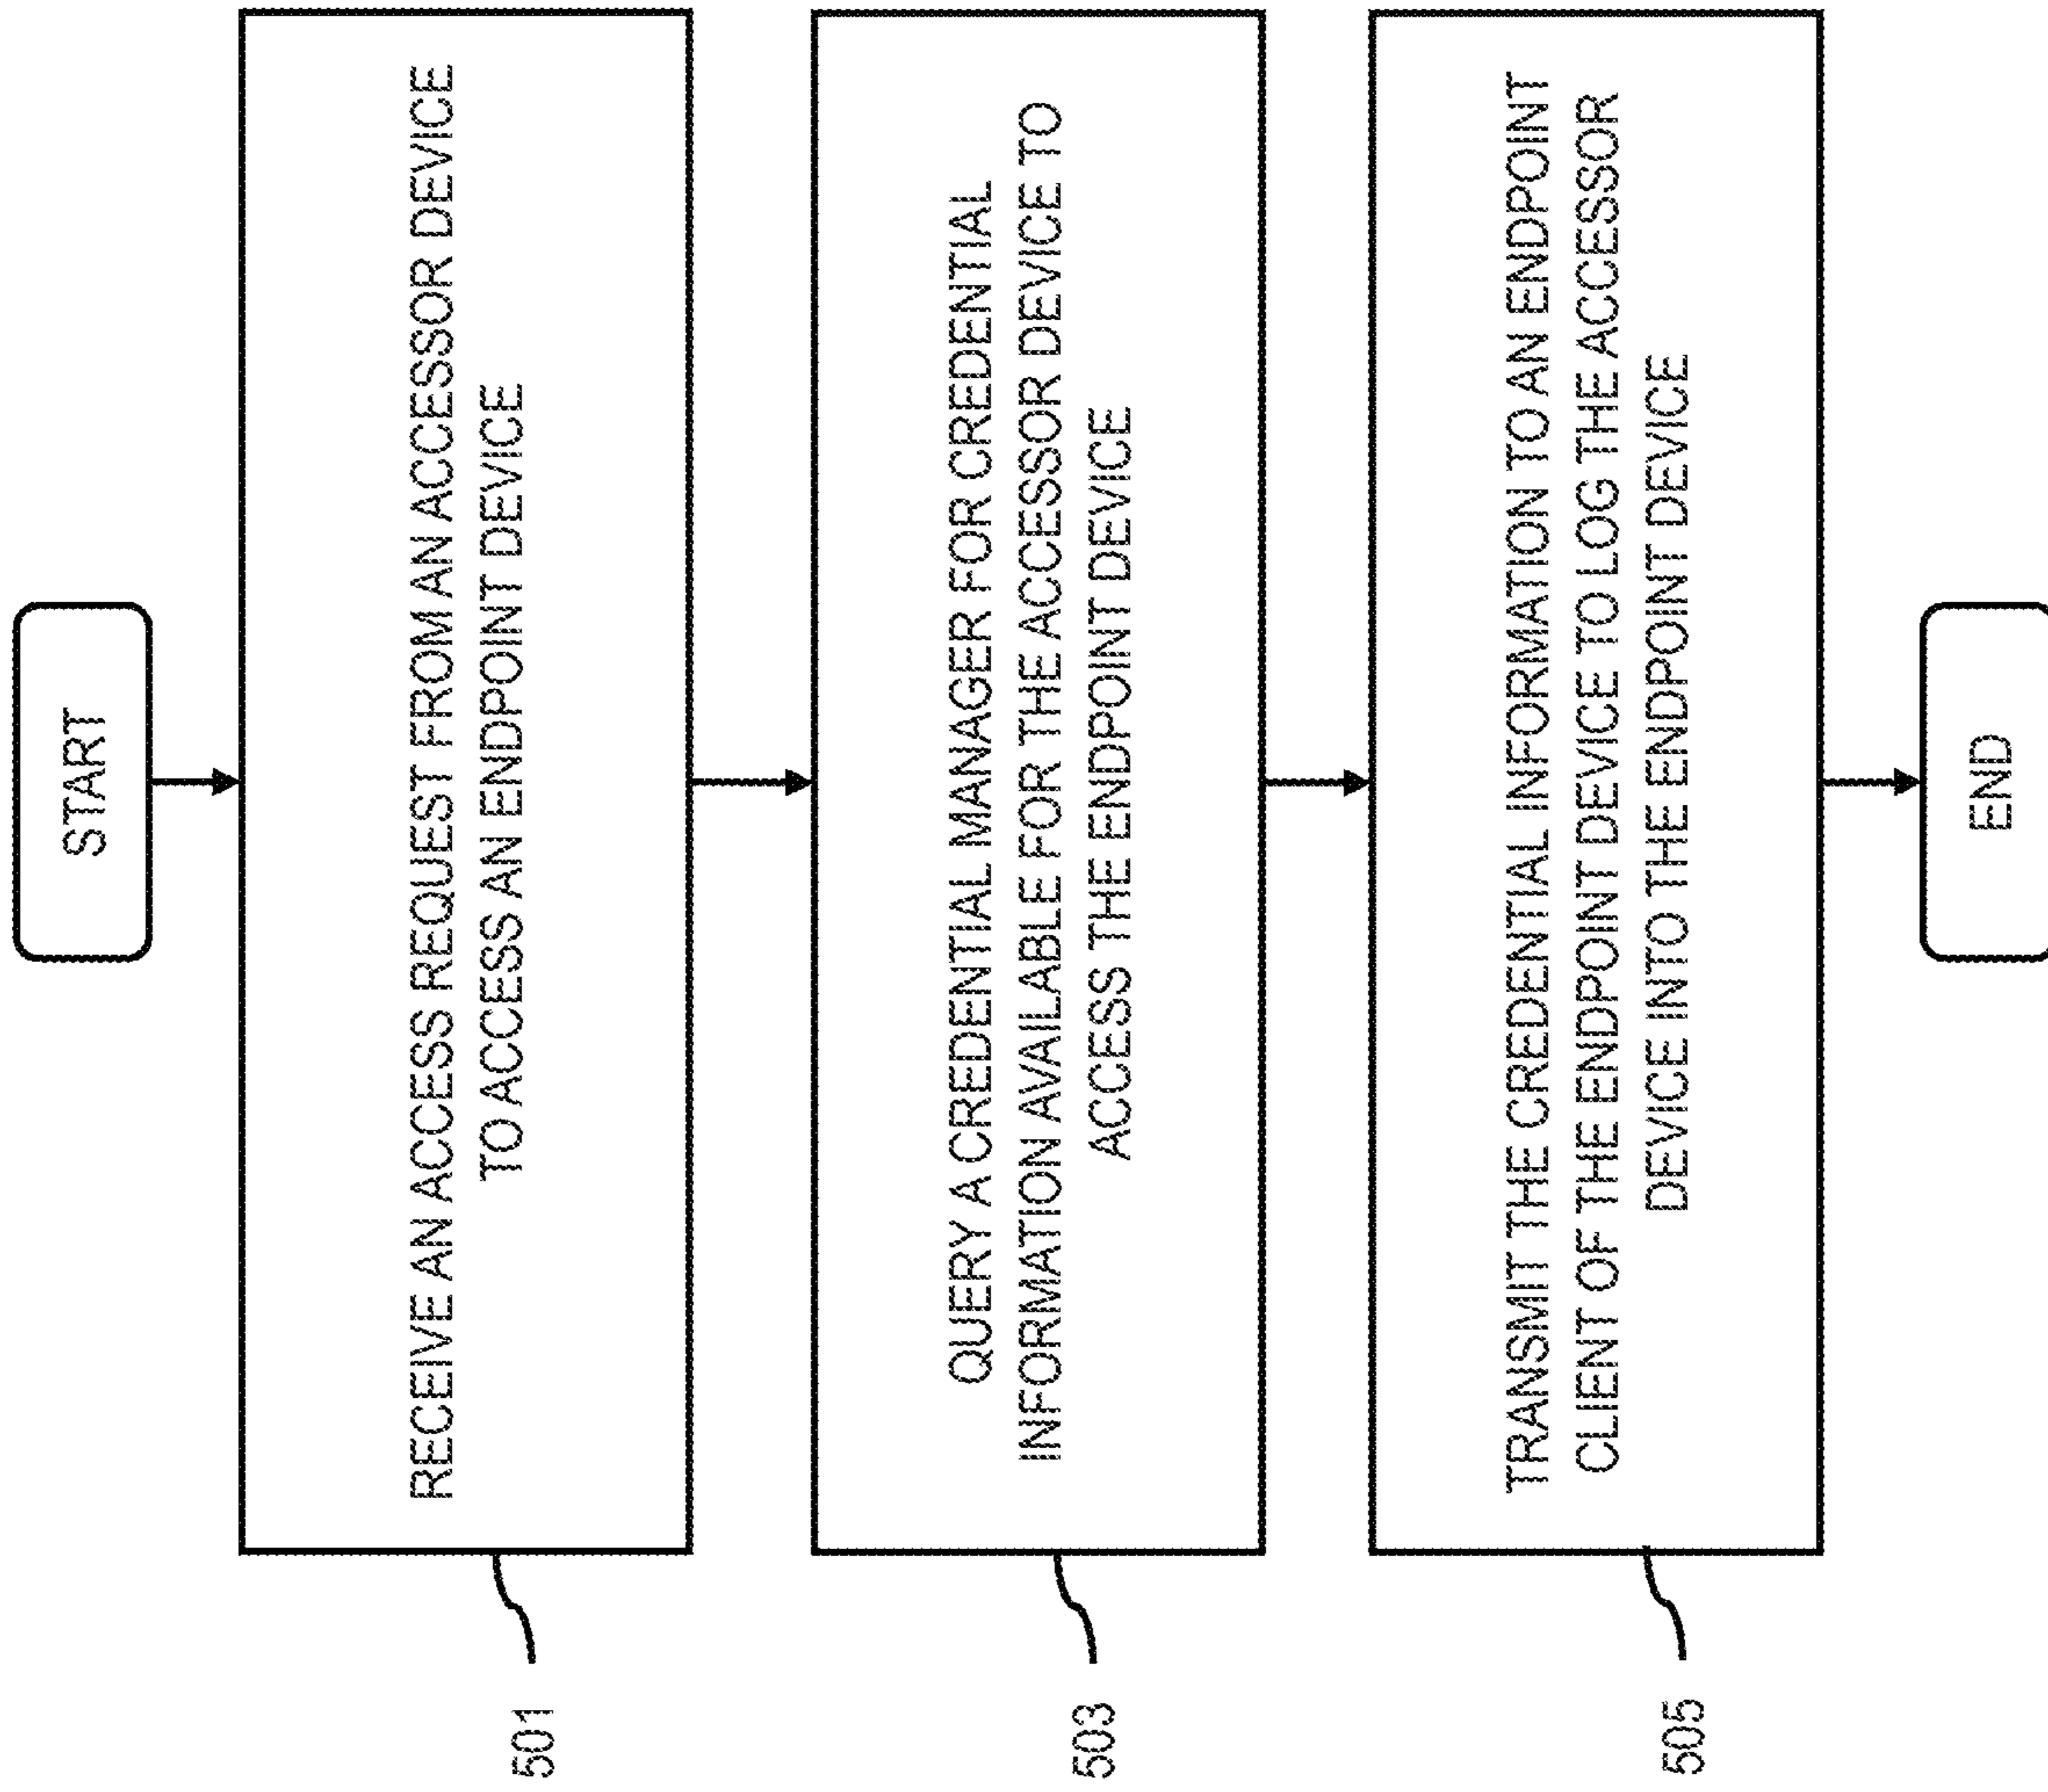 START
RECEIVE AN ACCESS REQUEST FROM AN ACCESSOR DEVICE
TO ACCESS AN ENDPOINT DEVICE
501
QUERY A CREDENTIAL MANAGER FOR CREDENTIAL
INFORMATION AVAILABLE FOR THE ACCESSOR DEVICE TO
ACCESS THE ENDPOINT DEVICE
503
TRANSMIT THE CREDENTIAL INFORMATION TO AN ENDPOINT
CLIENT OF THE ENDPOINT DEVICE TO LOG THE ACCESSOR
DEVICE INTO THE ENDPOINT DEVICE
505
END